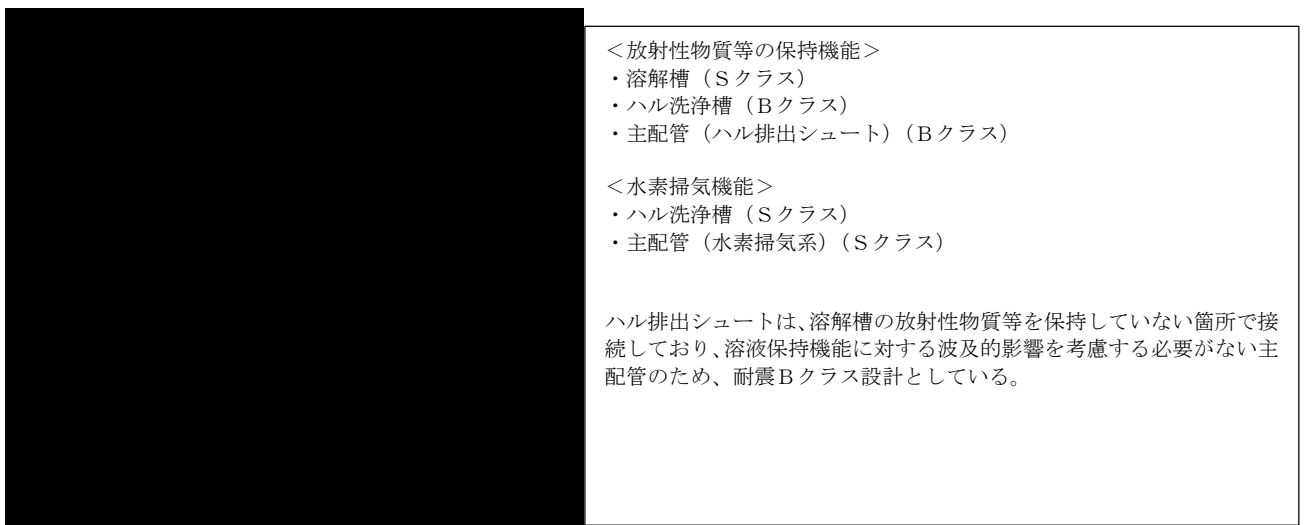 ＜放射性物質等の保持機能＞
・溶解槽（Ｓクラス）
・ハル洗浄槽（Ｂクラス）
・主配管（ハル排出シュート）（Ｂクラス）
＜水素掃気機能＞
・ハル洗浄槽（Ｓクラス）
・主配管（水素掃気系）（Ｓクラス）
ハル排出シュートは、溶解槽の放射性物質等を保持していない箇所で接
続しており、溶液保持機能に対する波及的影響を考慮する必要がない主
配管のため、耐震Ｂクラス設計としている。